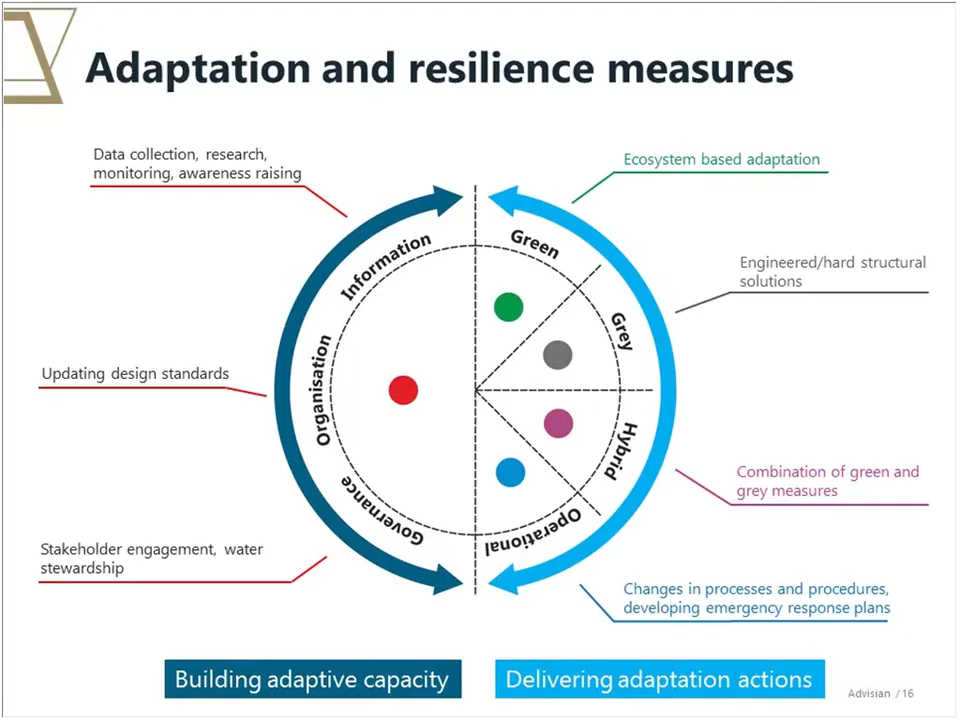 Adaptation and resilience measures
Data collection, research,
monitoring, awareness raising
Ecosystem based adaptation
Information
Green
Engineered/hard structural
solutions
Grey
Organisation
Updating design standards
Hybrid
Combination of green and
grey measures
Governance
Operational
Stakeholder engagement, water
stewardship
Changes in processes and procedures,
developing emergency response plans
Building adaptive capacity
Delivering adaptation actions
Advisian / 16